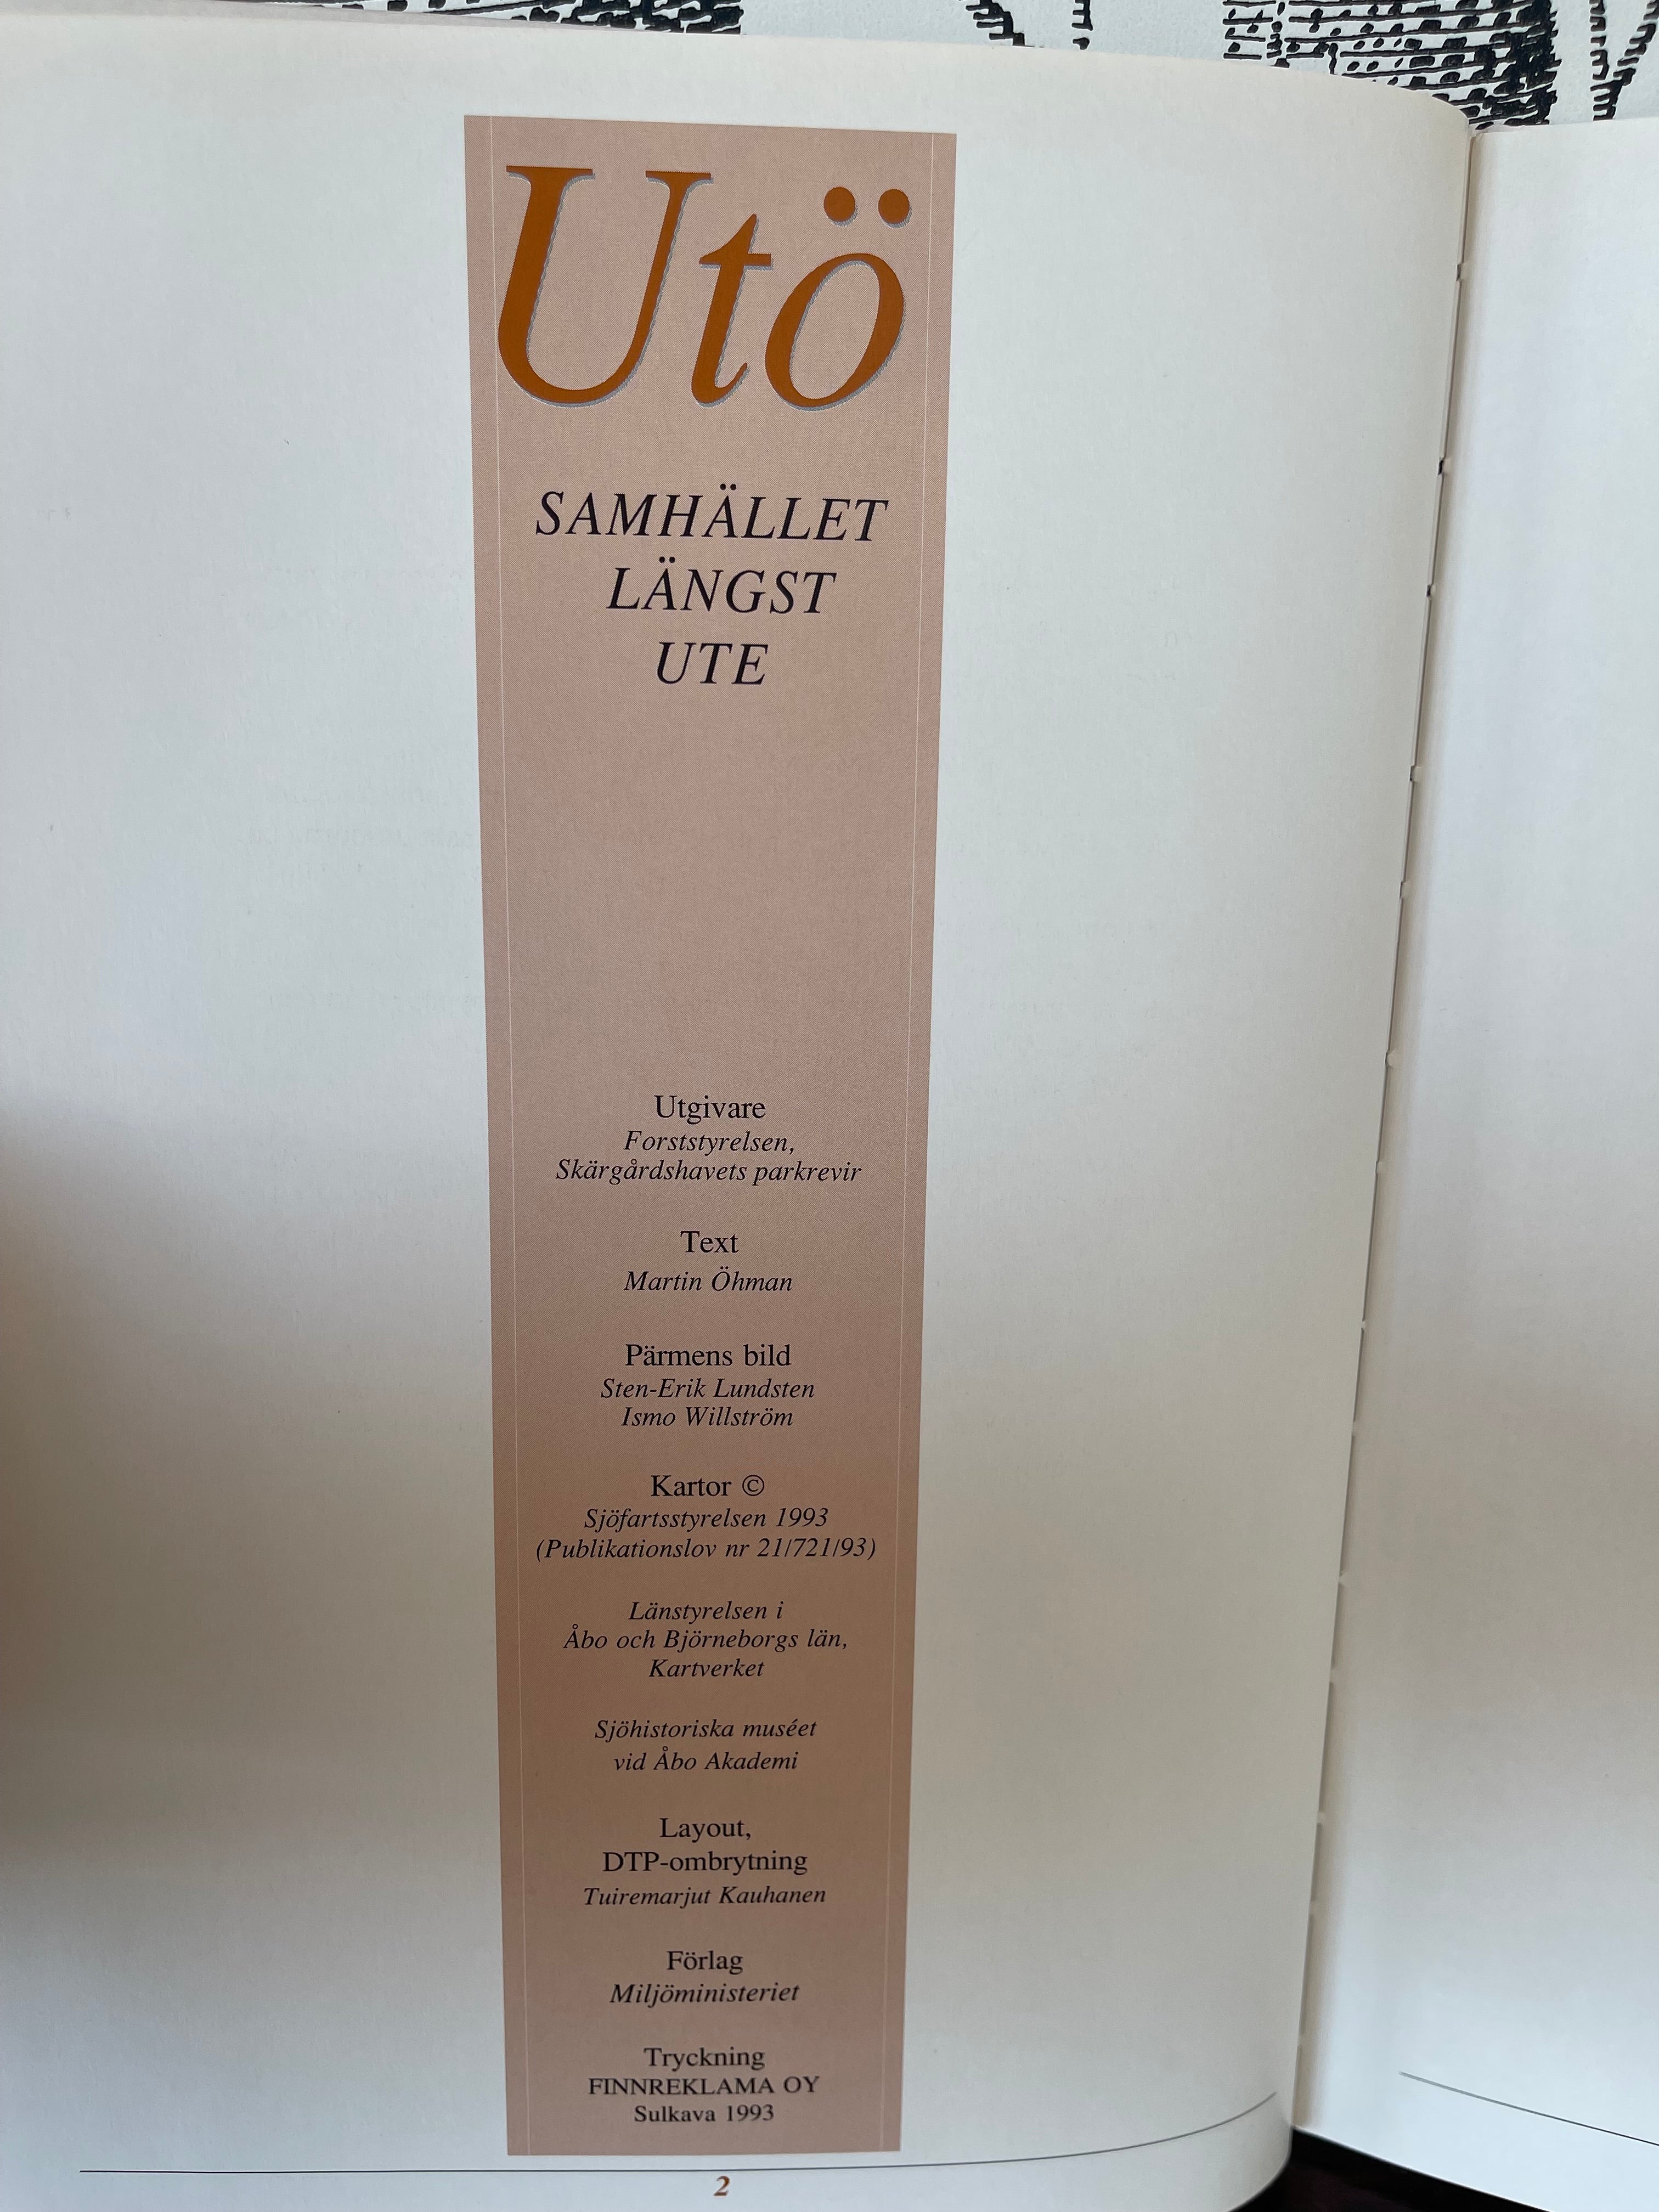 Utö
SAMHÄLLET
LÄNGST
UTE
Utgivare
Forststyrelsen,
Skärgårdshavets parkrevir
Text
Martin Öhman
Pärmens bild
Sten-Erik Lundsten
Ismo Willström
Kartor ©
Sjöfartsstyrelsen 1993
(Publikationslov nr 21/721/93)
Länstyrelsen i
Åbo och Björneborgs län,
Kartverket
Sjöhistoriska muséet
vid Åbo Akademi
Layout,
DTP-ombrytning
Tuiremarjut Kauhanen
Förlag
Miljöministeriet
Tryckning
FINNREKLAMA OY
Sulkava 1993
2